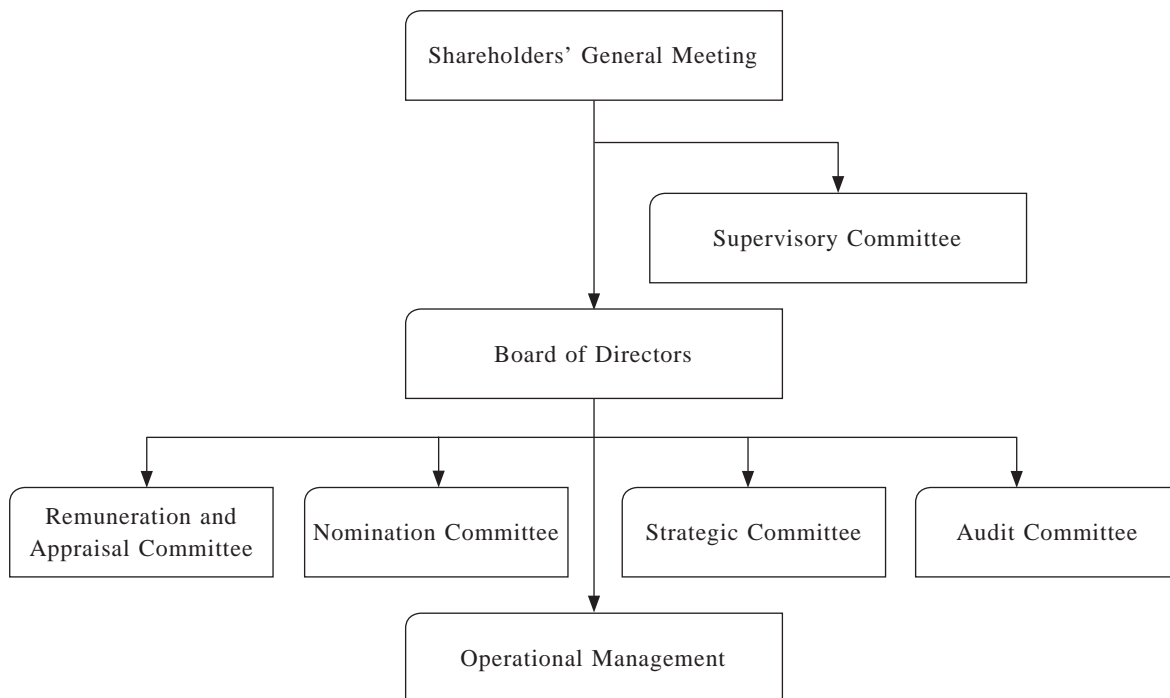 Shareholders’ General Meeting
Supervisory Committee
Board of Directors
Remuneration and
Appraisal Committee
Nomination Committee
Strategic Committee
Audit Committee
Operational Management